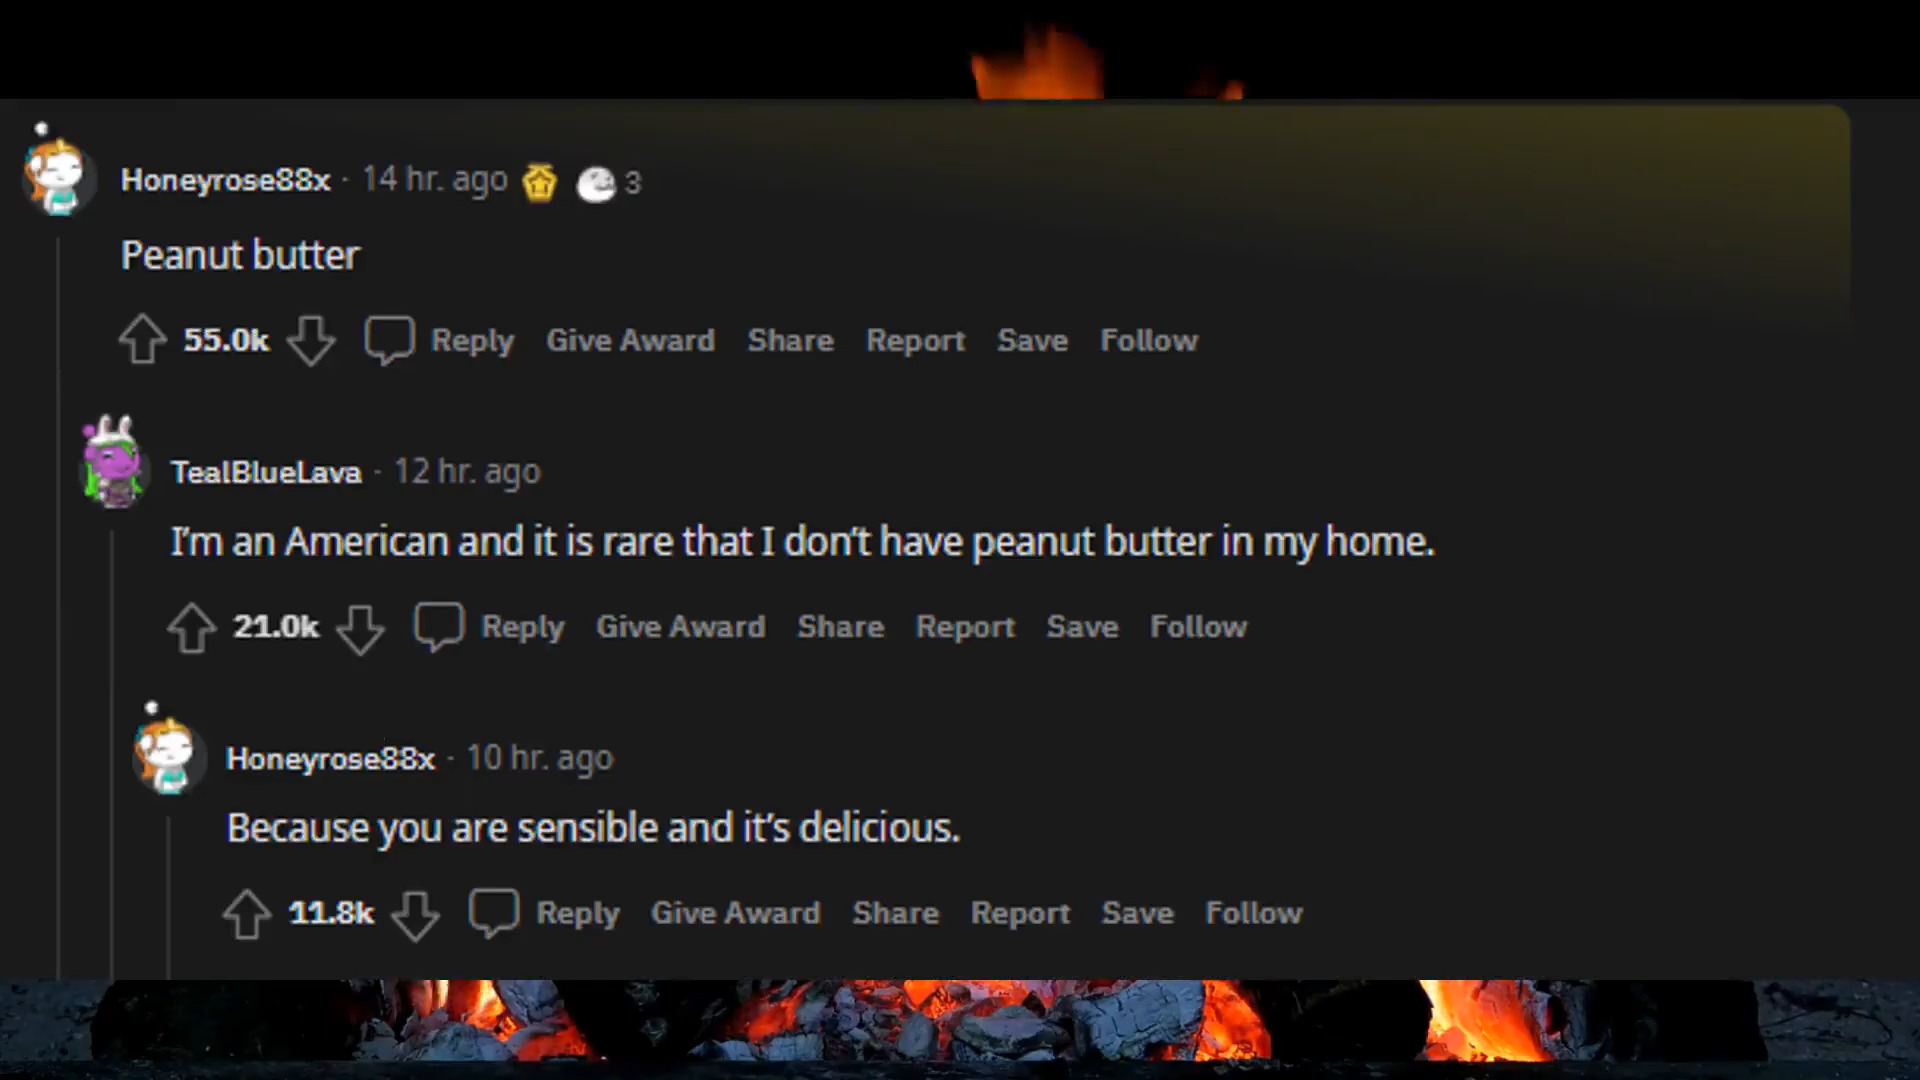 Honeyrose88x · 14 hr. ago 3
Peanut butter
55.0k Reply Give Award Share Report Save Follow
TealBlueLava · 12 hr. ago
I'm an American and it is rare that I don't have peanut butter in my home.
21.0k Reply Give Award Share Report Save Follow
Honeyrose88x · 10 hr. ago
Because you are sensible and it's delicious.
11.8k Reply Give Award Share Report Save Follow